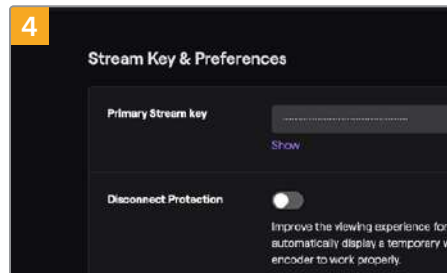 4
Stream Key & Preferences
Primary Stream key
Show
Disconnect Protection
Improve the viewing experience for
automatically display a temporary v
encoder to work properly.